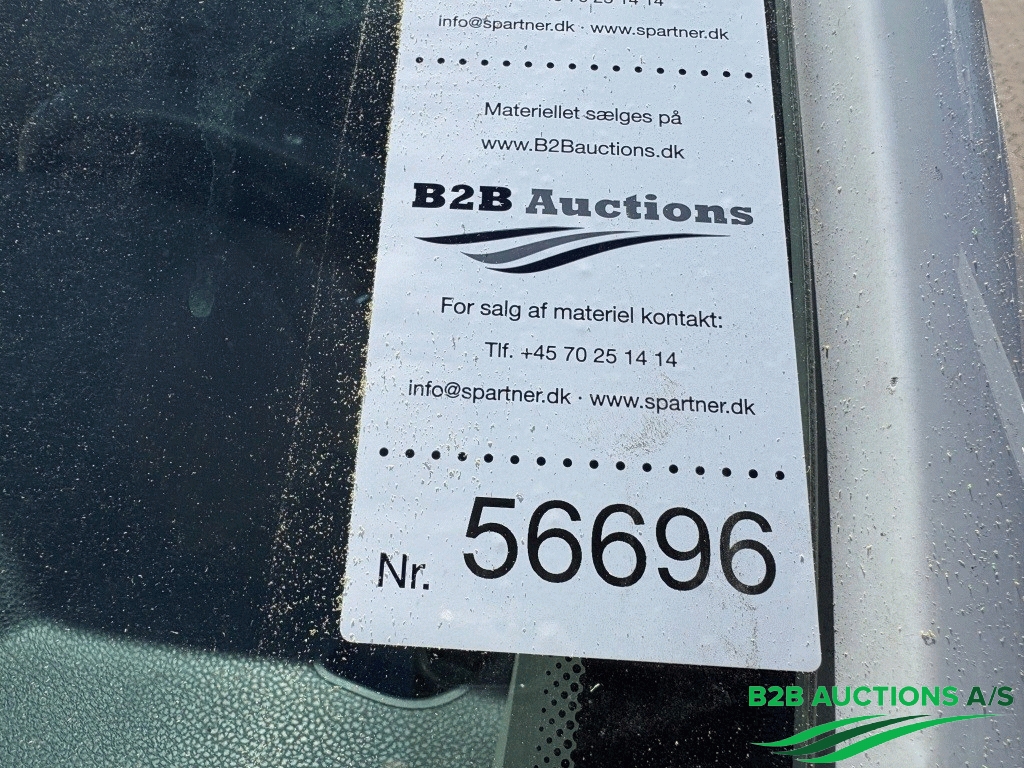 info@spartner.dk · www.spartner.dk
Materiellet sælges på
www.B2Bauctions.dk
B2B Auctions
For salg af materiel kontakt:
Tlf. +45 70 25 14 14
info@spartner.dk · www.spartner.dk
Nr. 56696
B2B AUCTIONS A/S